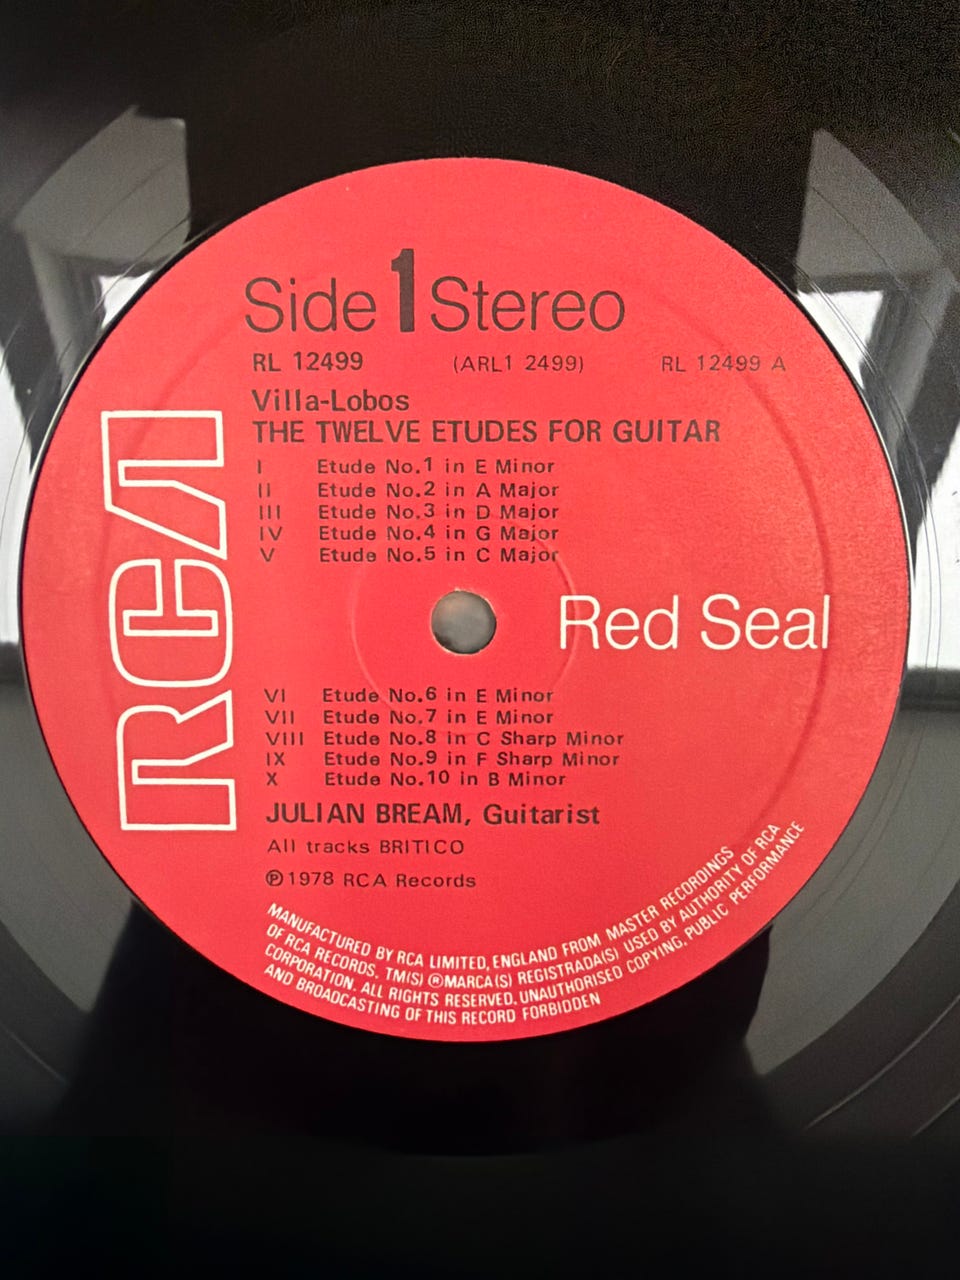 Side 1 Stereo
RL 12499 (ARL1 2499) RL 12499 A
Villa-Lobos
THE TWELVE ETUDES FOR GUITAR
I Etude No.1 in E Minor
II Etude No.2 in A Major
III Etude No.3 in D Major
IV Etude No.4 in G Major
V Etude No.5 in C Major
RCA
Red Seal
VI Etude No.6 in E Minor
VII Etude No.7 in E Minor
VIII Etude No.8 in C Sharp Minor
IX Etude No.9 in F Sharp Minor
X Etude No.10 in B Minor
JULIAN BREAM, Guitarist
All tracks BRITICO
℗1978 RCA Records
MANUFACTURED BY RCA LIMITED, ENGLAND FROM MASTER RECORDINGS
OF RCA RECORDS. TM(S) ®MARCA(S) REGISTRADA(S) USED BY AUTHORITY OF RCA
CORPORATION. ALL RIGHTS RESERVED. UNAUTHORISED COPYING, PUBLIC PERFORMANCE
AND BROADCASTING OF THIS RECORD FORBIDDEN